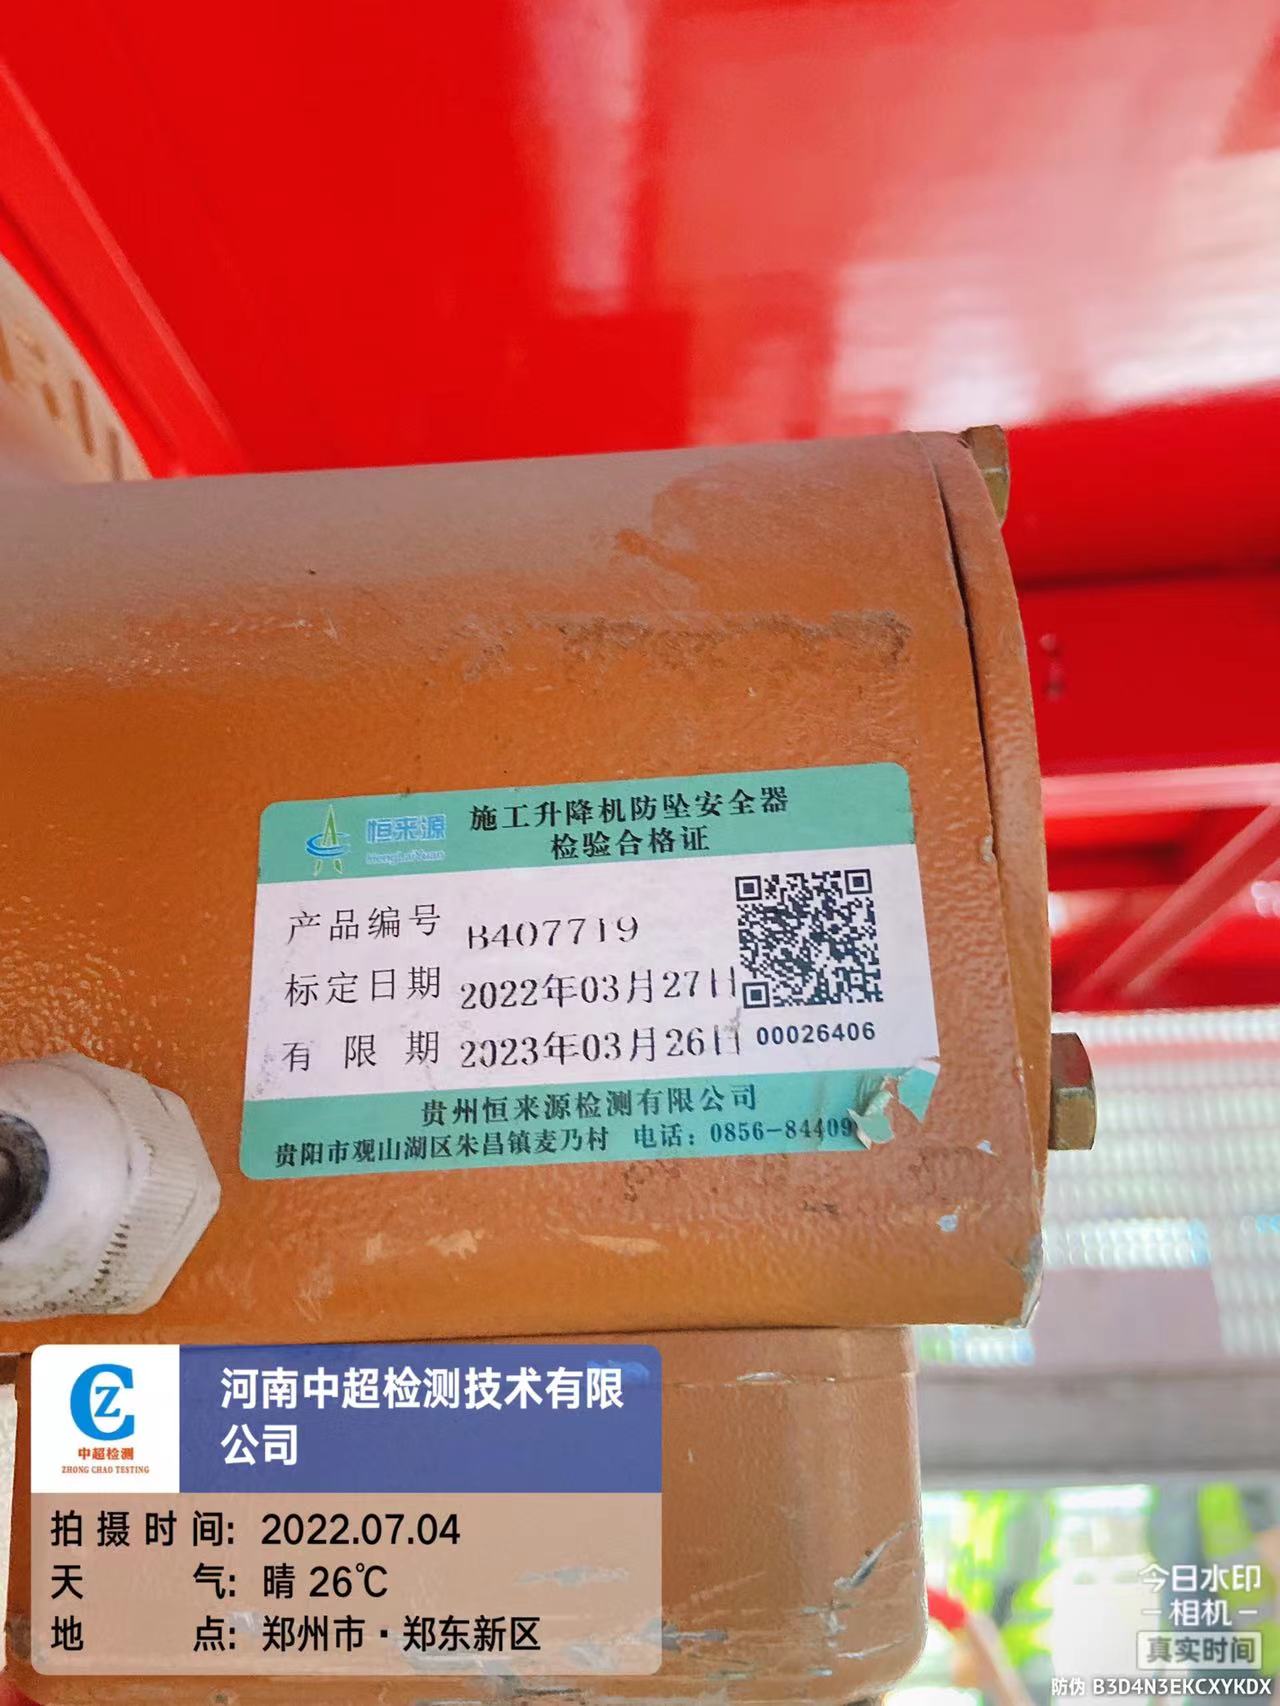 恒来源
HengLaiYuan
施工升降机防坠安全器
检验合格证
产品编号 B407719
标定日期 2022年03月27日
有限期 2023年03月26日
00026406
贵州恒来源检测有限公司
贵阳市观山湖区朱昌镇麦乃村 电话：0856-84409
CZ
中超检测
ZHONG CHAO TESTING
河南中超检测技术有限
公司
拍摄时间: 2022.07.04
天气: 晴 26℃
地点: 郑州市·郑东新区
今日水印
相机
真实时间
防伪 B3D4N3EKCXYKDX